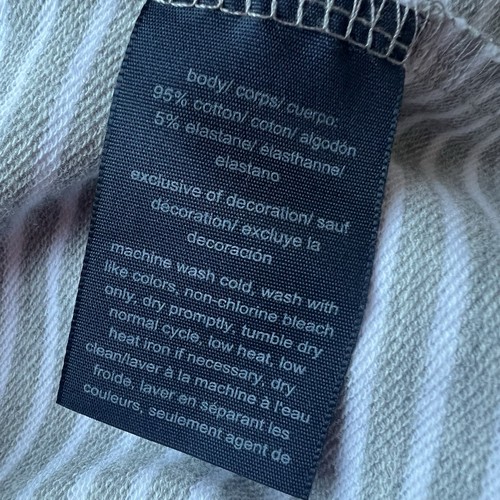 body/ corps/ cuerpo:
95% cotton/ coton/ algodón
5% elastane/ élasthanne/
elastano
exclusive of decoration/ sauf
décoration/ excluye la
decoración
machine wash cold, wash with
like colors, non-chlorine bleach
only, dry promptly, tumble dry
normal cycle, low heat, low
heat iron if necessary, dry
clean/laver à la machine à l'eau
froide, laver en séparant les
couleurs, seulement agent de